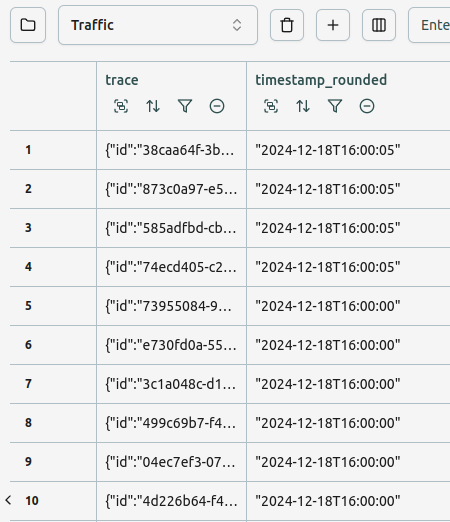 Traffic
Ente
trace
timestamp_rounded
1 {"id":"38caa64f-3b... "2024-12-18T16:00:05"
2 {"id":"873c0a97-e5... "2024-12-18T16:00:05"
3 {"id":"585adfbd-cb... "2024-12-18T16:00:05"
4 {"id":"74ecd405-c2... "2024-12-18T16:00:05"
5 {"id":"73955084-9... "2024-12-18T16:00:00"
6 {"id":"e730fd0a-55... "2024-12-18T16:00:00"
7 {"id":"3c1a048c-d1... "2024-12-18T16:00:00"
8 {"id":"499c69b7-f4... "2024-12-18T16:00:00"
9 {"id":"04ec7ef3-07... "2024-12-18T16:00:00"
10 {"id":"4d226b64-f4... "2024-12-18T16:00:00"